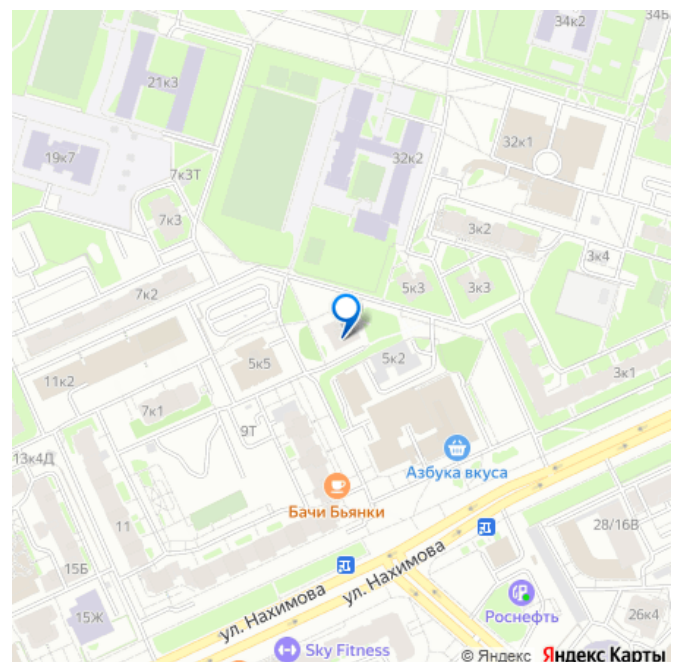 34к2
34Б
21к3
32к1
19к7
7к3Т
32к2
7к3
3к2
3к4
5к3
3к3
7к2
5к2
5к5
3к1
11к2
7к1
9Т
13к4Д
Азбука вкуса
Бачи Бьянки
11
28/16В
15Б
ул. Нахимова
ул. Нахимова
15Ж
Роснефть
26к4
Sky Fitness
© Яндекс Яндекс Карты